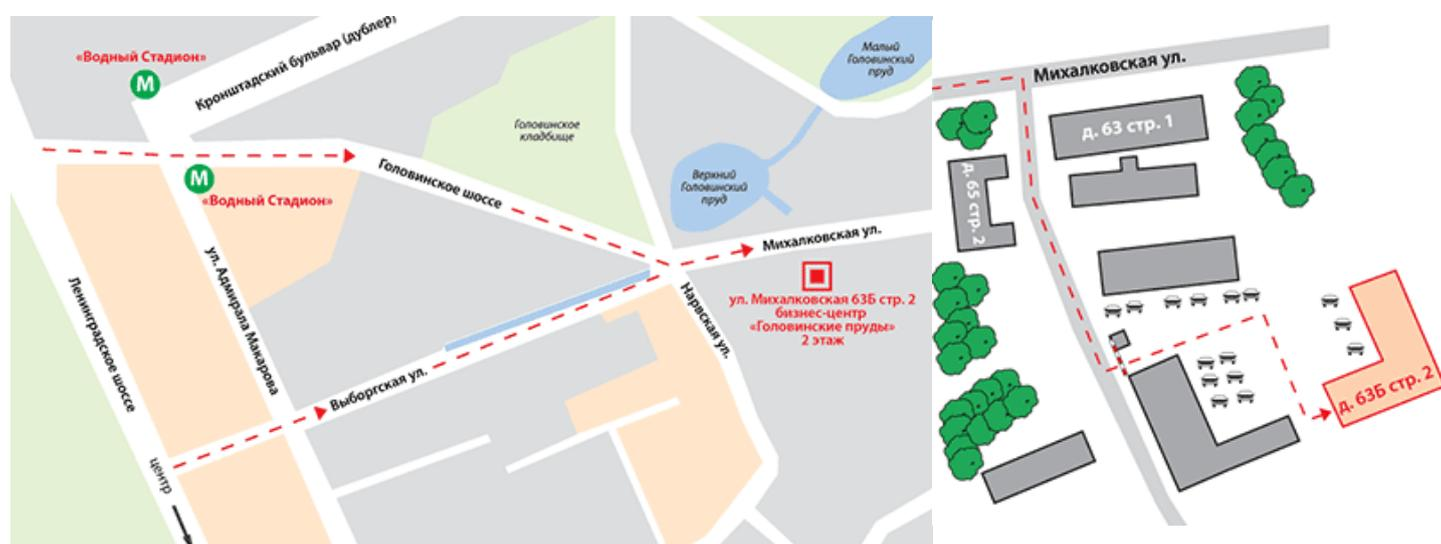 «Водный Стадион»
М
Кронштадский бульвар (дублер)
М
«Водный Стадион»
Головинское
кладбище
Малый
Головинский
пруд
Верхний
Головинский
пруд
Головинское шоссе
Михалковская ул.
ул. Михалковская 63Б стр. 2
бизнес-центр
«Головинские пруды»
2 этаж
Нарвская ул.
ул. Адмирала Макарова
Ленинградское шоссе
Выборгская ул.
центр
Михалковская ул.
д. 63 стр. 1
д. 65 стр. 2
д. 63Б стр. 2